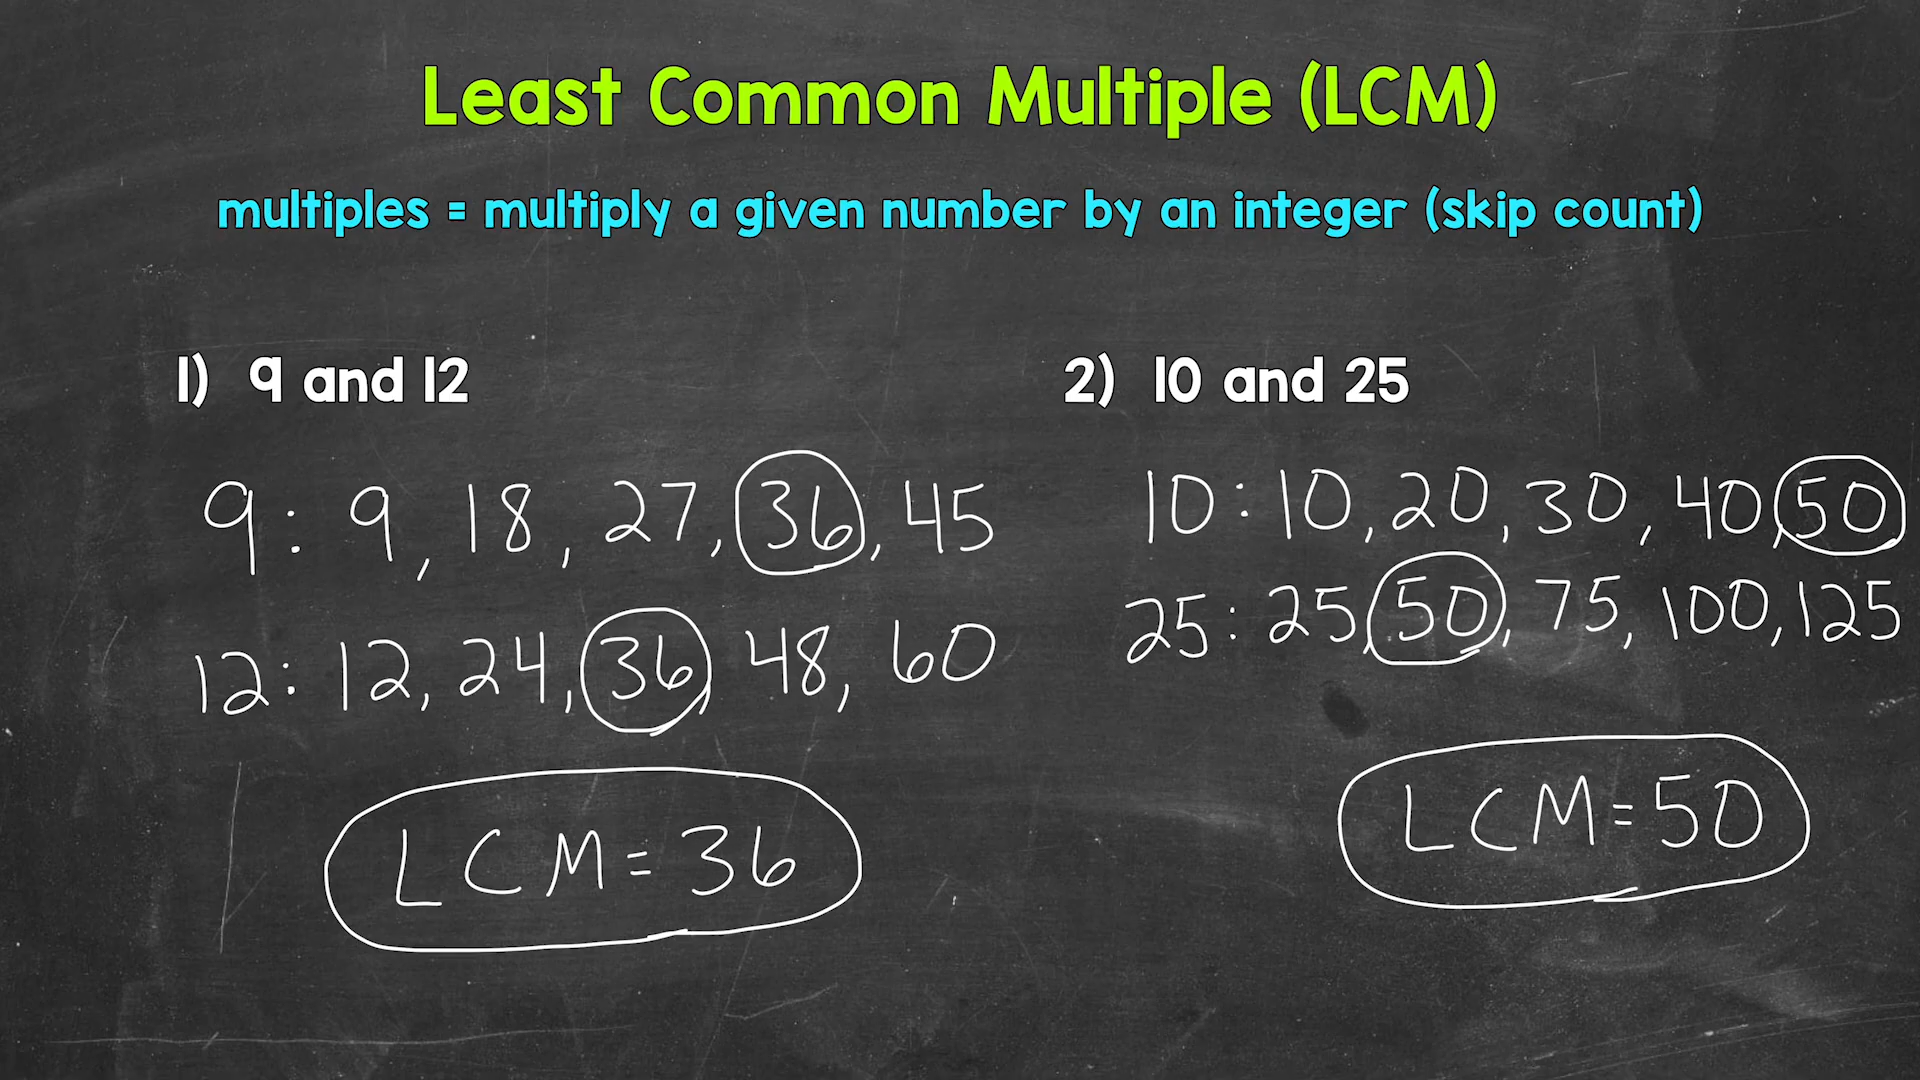 Least Common Multiple (LCM)
multiples = multiply a given number by an integer (skip count)
1) 9 and 12
9: 9, 18, 27, 36, 45
12: 12, 24, 36, 48, 60
LCM=36
2) 10 and 25
10: 10, 20, 30, 40, 50
25: 25, 50, 75, 100, 125
LCM=50